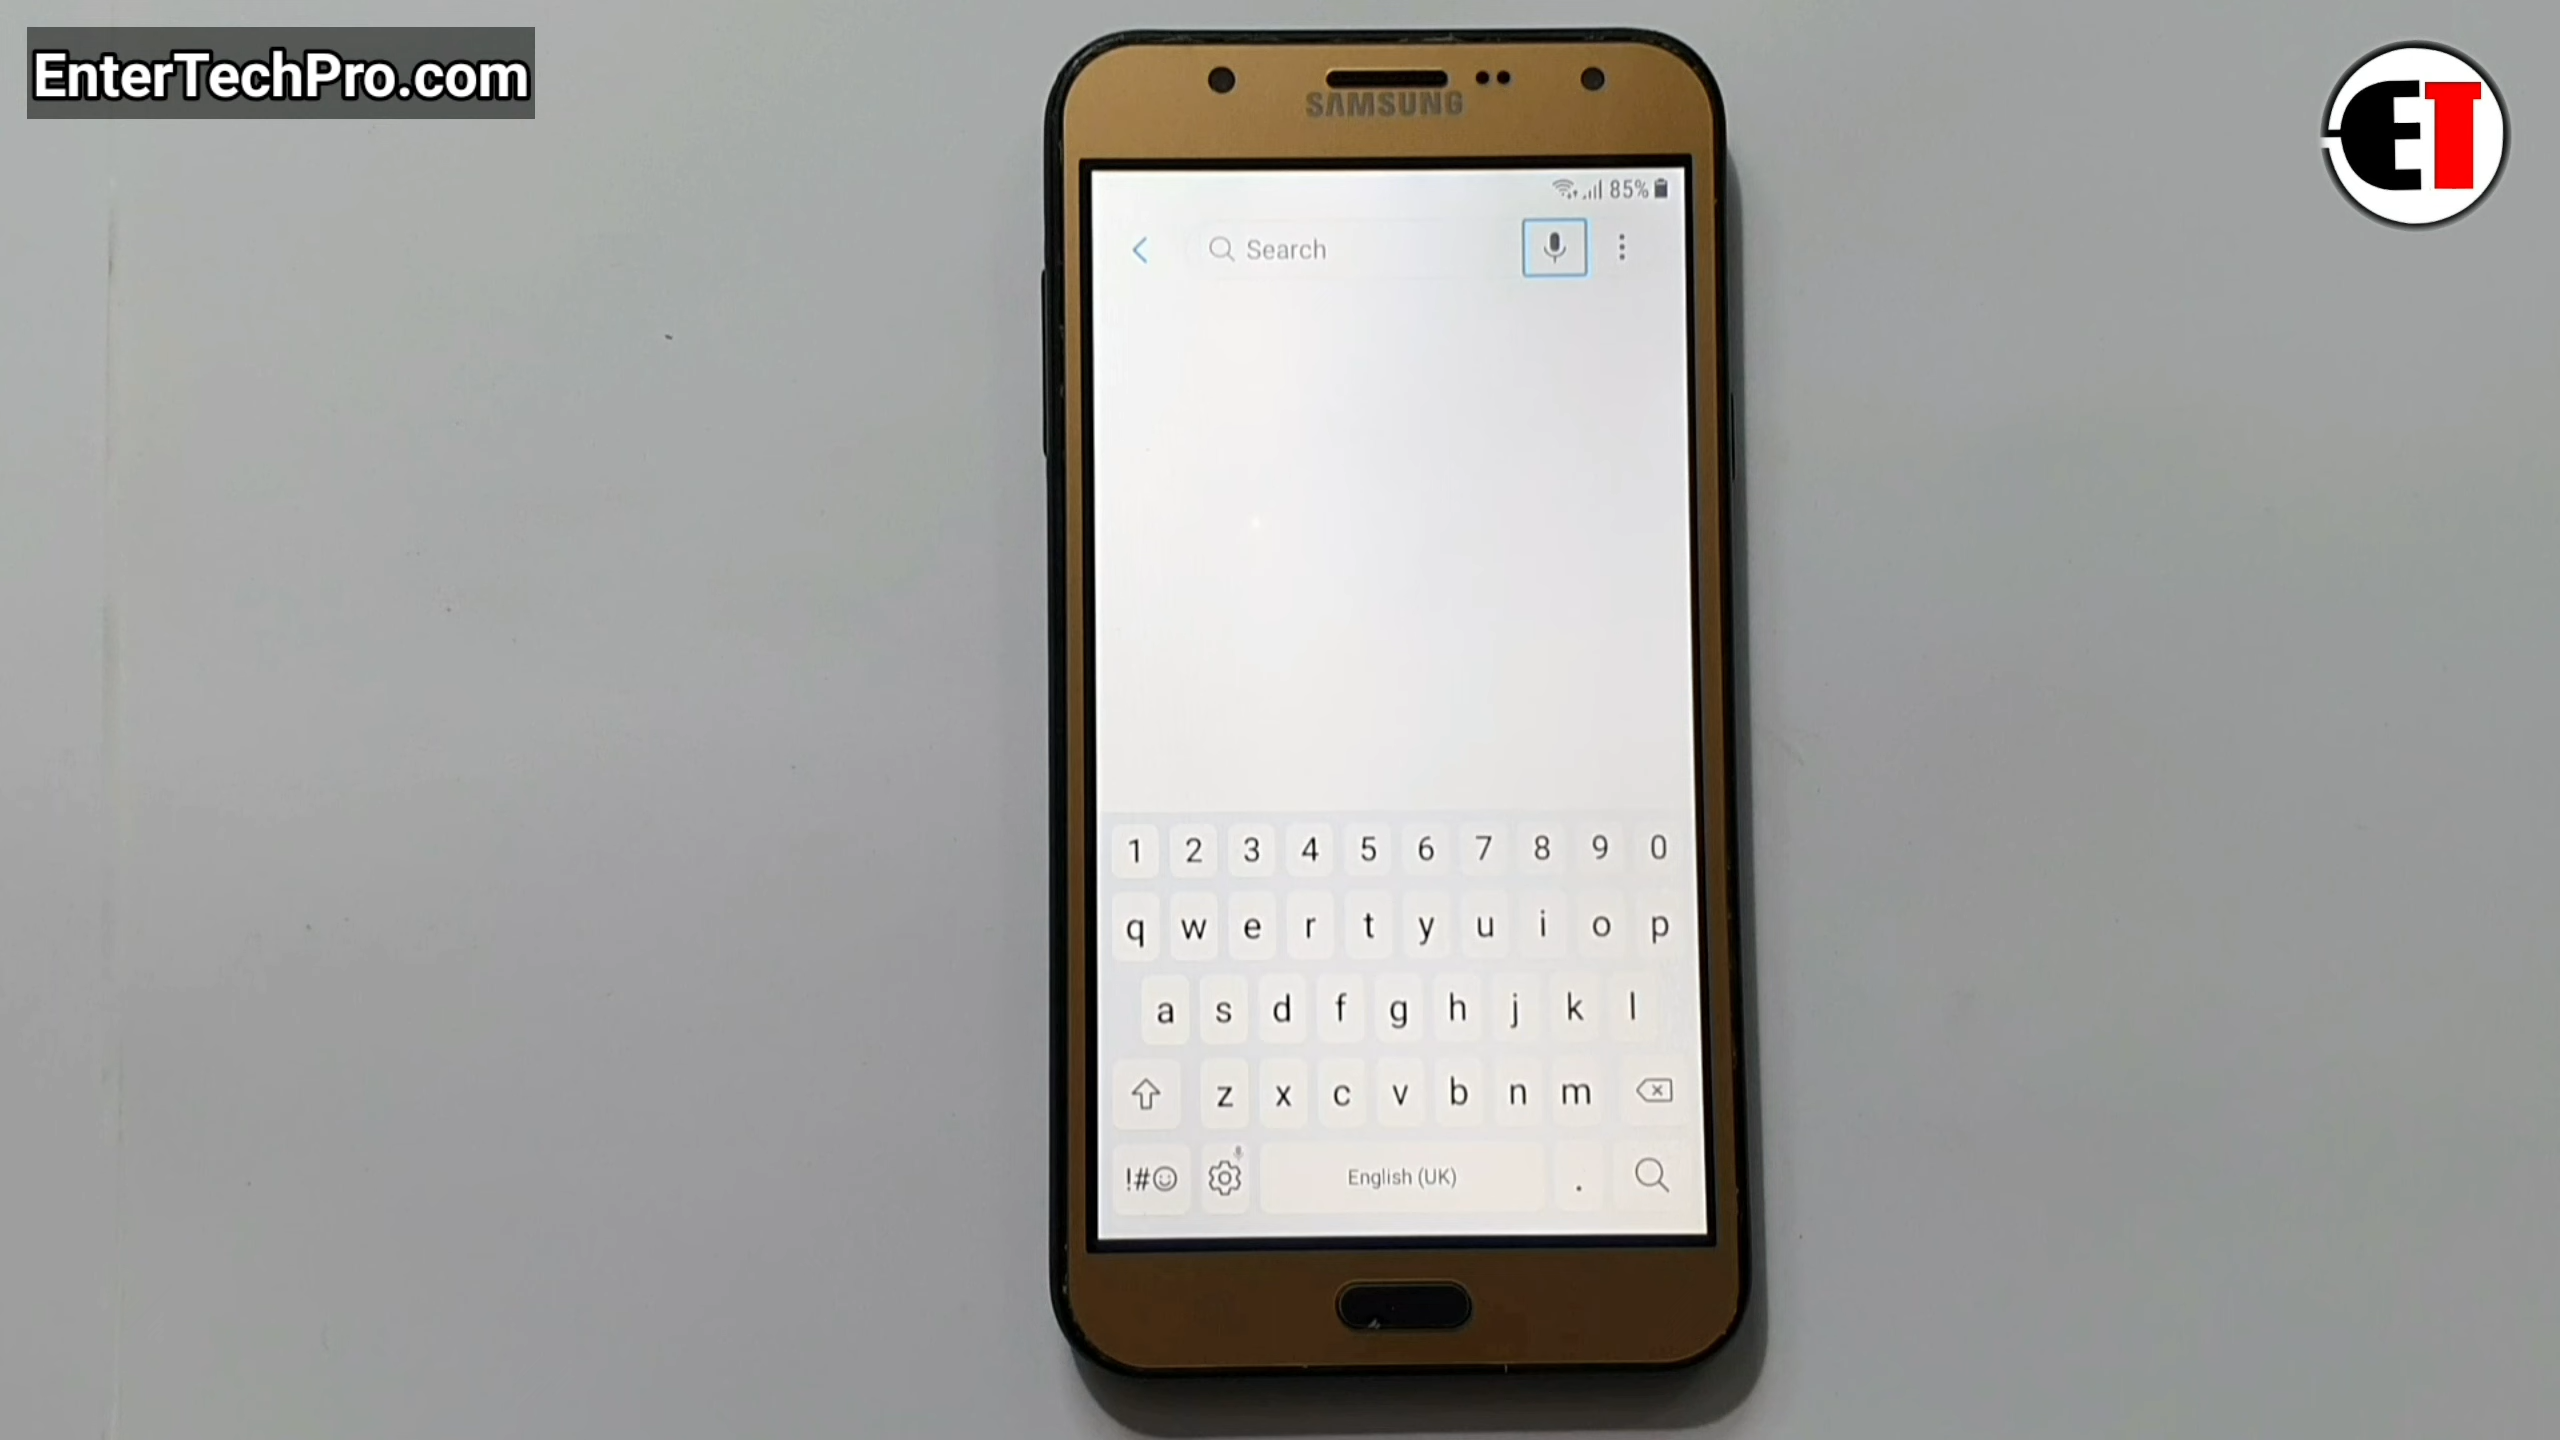 EnterTechPro.com
ET
SAMSUNG
85%
Search
1 2 3 4 5 6 7 8 9 0
q w e r t y u i o p
a s d f g h j k l
z x c v b n m
!#☺ English (UK) .